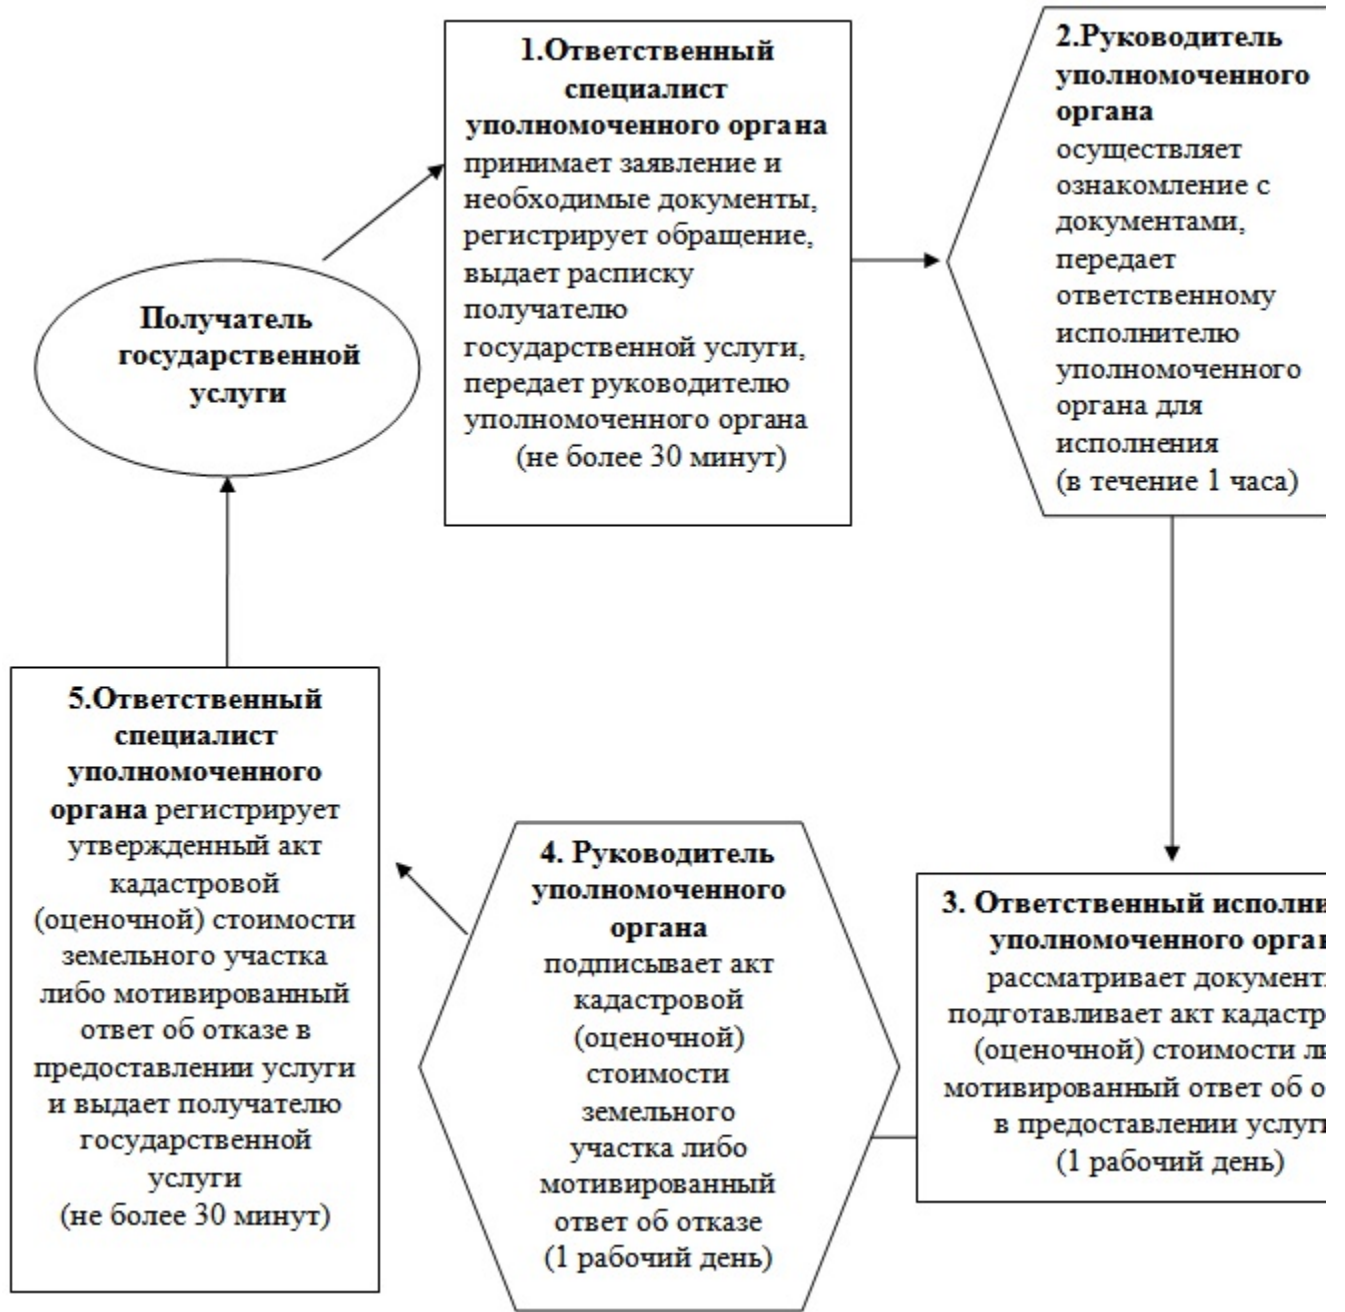 1.Ответственный
специалист
уполномоченного органа
принимает заявление и
необходимые документы,
регистрирует обращение,
выдает расписку
получателю
государственной услуги,
передает руководителю
уполномоченного органа
(не более 30 минут)
2.Руководитель
уполномоченного
органа
осуществляет
ознакомление с
документами,
передает
ответственному
исполнителю
уполномоченного
органа для
исполнения
(в течение 1 часа)
Получатель
государственной
услуги
3. Ответственный
уполномоченного
рассматривает
подготавливает акт
(оценочной) стоимости
мотивированный ответ об
в предоставлении
(1 рабочий день)
4. Руководитель
уполномоченного
органа
подписывает акт
кадастровой
(оценочной)
стоимости
земельного
участка либо
мотивированный
ответ об отказе
(1 рабочий день)
5.Ответственный
специалист
уполномоченного
органа регистрирует
утвержденный акт
кадастровой
(оценочной) стоимости
земельного участка
либо мотивированный
ответ об отказе в
предоставлении услуги
и выдает получателю
государственной
услуги
(не более 30 минут)